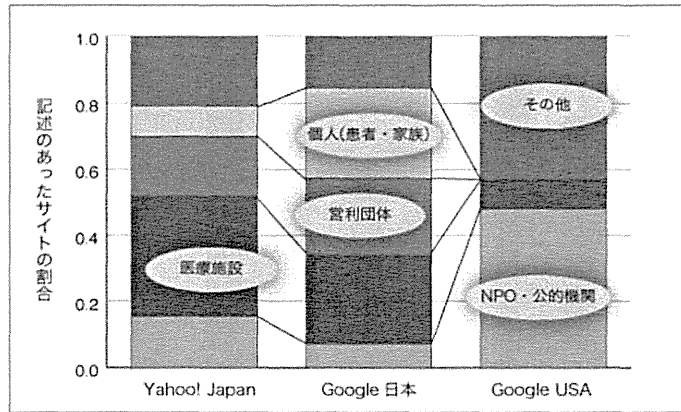 記述のあったサイトの割合
1.0
0.8
0.6
0.4
0.2
0.0
その他
個人(患者・家族)
営利団体
医療施設
NPO・公的機関
Yahoo! Japan
Google 日本
Google USA